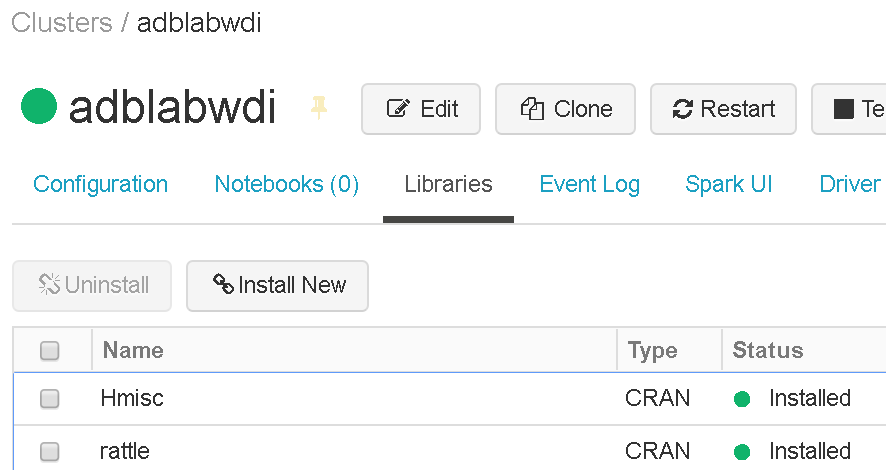 Clusters / adblabwdi
adblabwdi Edit Clone Restart Te
Configuration Notebooks (0) Libraries Event Log Spark UI Driver
Uninstall Install New
Name Type Status
Hmisc CRAN Installed
rattle CRAN Installed